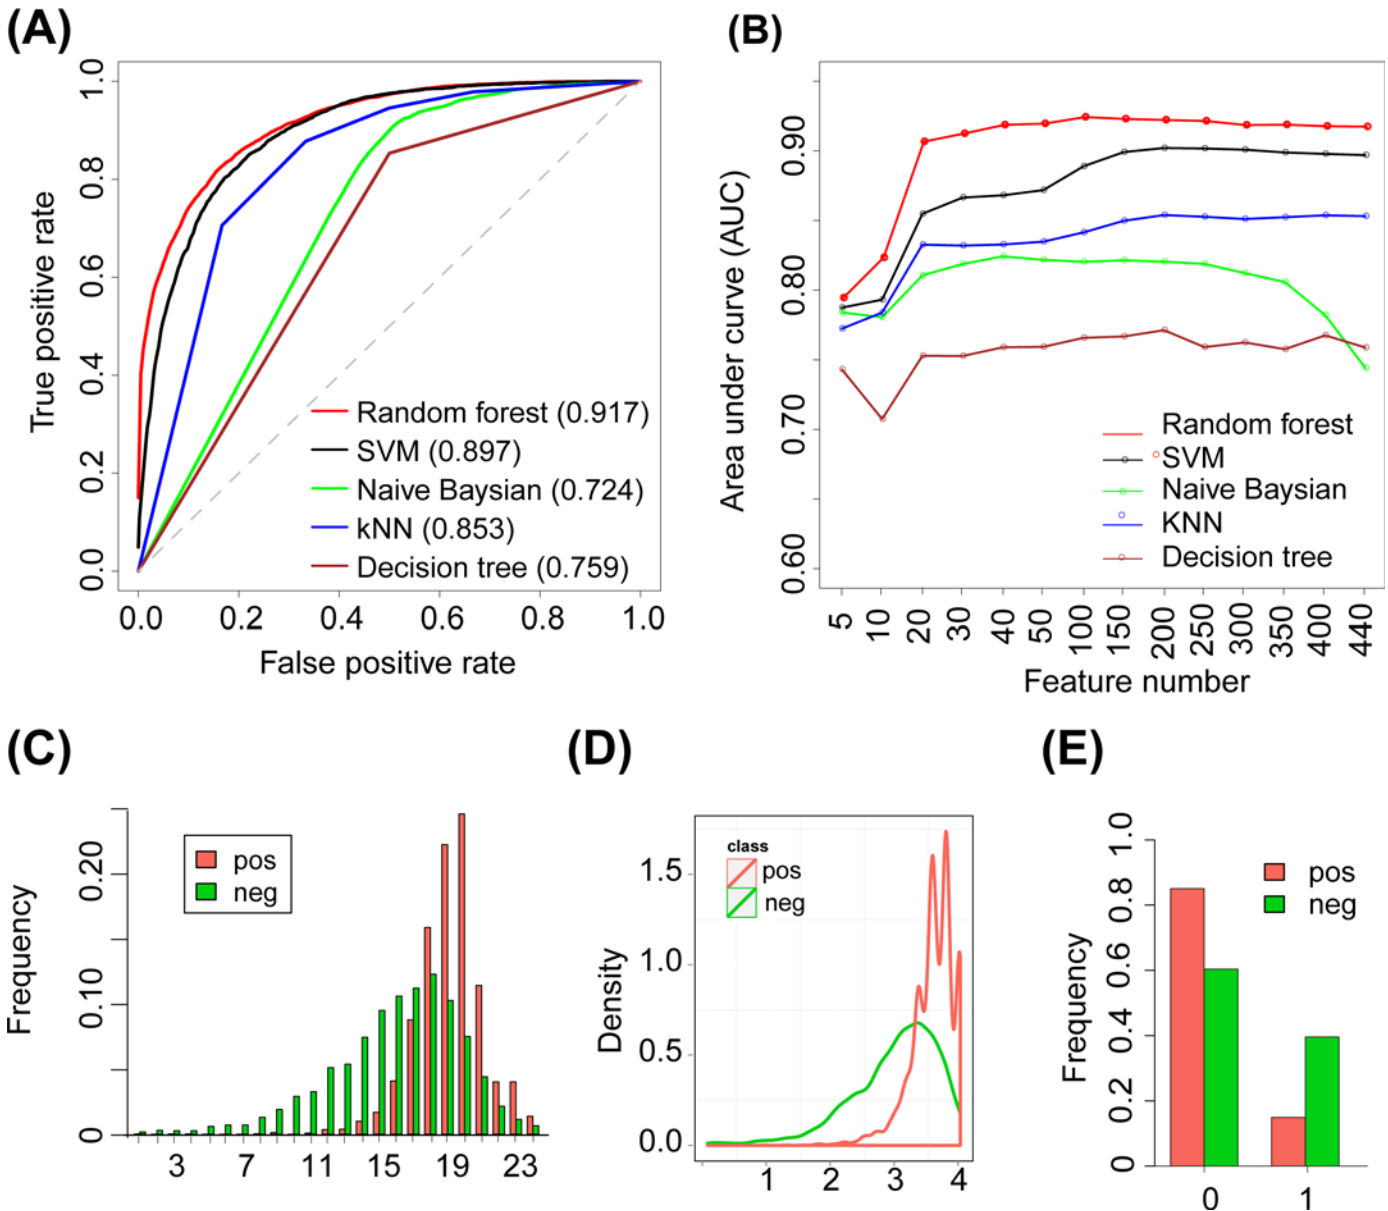 (A)
True positive rate
1.0
0.8
0.6
0.4
0.2
0.0
Random forest (0.917)
SVM (0.897)
Naive Baysian (0.724)
kNN (0.853)
Decision tree (0.759)
0.0 0.2 0.4 0.6 0.8 1.0
False positive rate
(B)
Area under curve (AUC)
0.90
0.80
0.70
0.60
Random forest
SVM
Naive Baysian
KNN
Decision tree
5 10 20 30 40 50 100 150 200 250 300 350 400 440
Feature number
(C)
Frequency
0.20
0.10
0
pos
neg
3 7 11 15 19 23
(D)
Density
1.5
1.0
0.5
0.0
class
pos
neg
1 2 3 4
(E)
Frequency
1.0
0.8
0.6
0.4
0.2
0
pos
neg
0 1